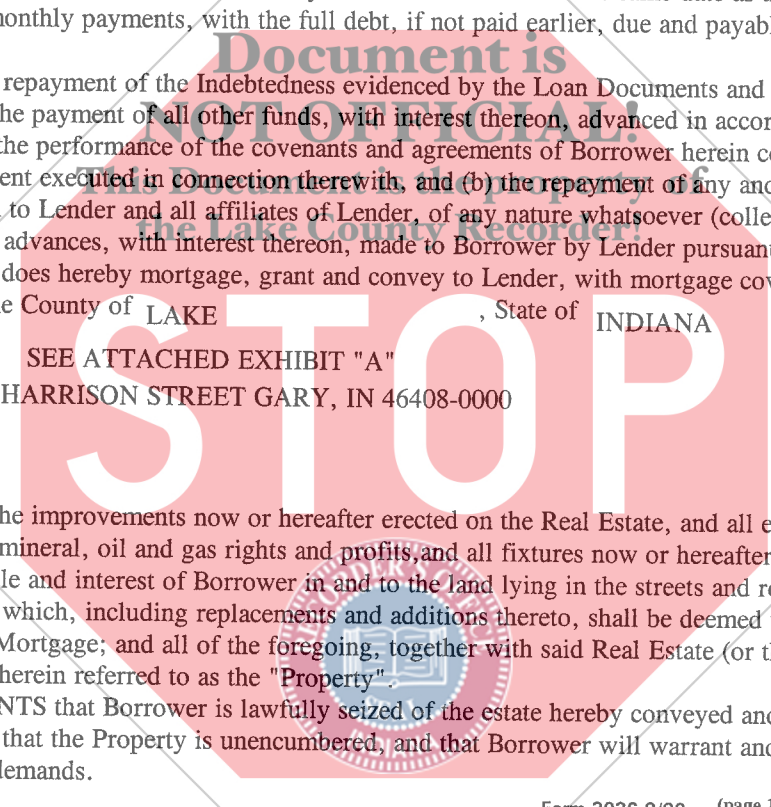 monthly payments, with the full debt, if not paid earlier, due and payabl
Document is
repayment of the Indebtedness evidenced by the Loan Documents and
he payment of all other funds, with interest thereon, advanced in accor
NOT OFFICIAL!
the performance of the covenants and agreements of Borrower herein c
ent executed in connection therewith, and (b) the repayment of any and
This Document is the property of
to Lender and all affiliates of Lender, of any nature whatsoever (colle
the Lake County Recorder!
advances, with interest thereon, made to Borrower by Lender pursuant
does hereby mortgage, grant and convey to Lender, with mortgage cov
e County of LAKE , State of INDIANA
STOP
SEE ATTACHED EXHIBIT "A"
HARRISON STREET GARY, IN 46408-0000
he improvements now or hereafter erected on the Real Estate, and all e
mineral, oil and gas rights and profits,and all fixtures now or hereafter
le and interest of Borrower in and to the land lying in the streets and r
which, including replacements and additions thereto, shall be deemed
Mortgage; and all of the foregoing, together with said Real Estate (or t
herein referred to as the "Property".
NTS that Borrower is lawfully seized of the estate hereby conveyed and
that the Property is unencumbered, and that Borrower will warrant and
demands.
(page 1